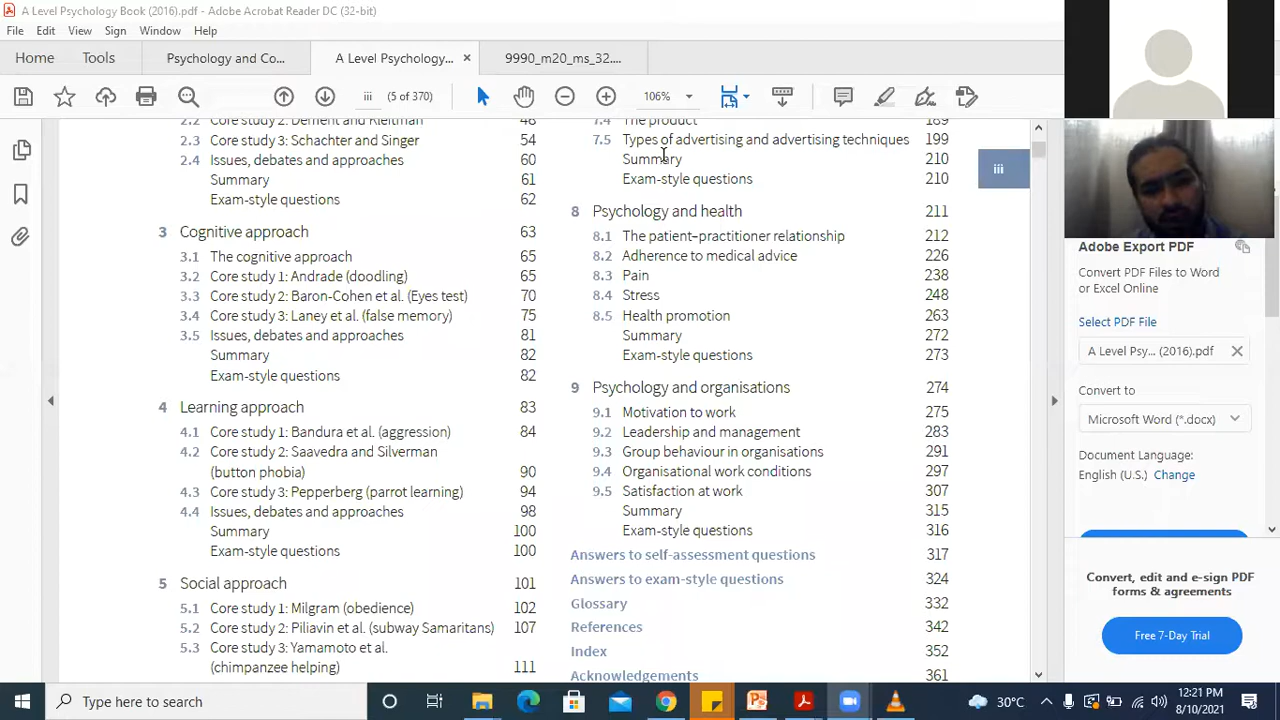 A Level Psychology Book (2016).pdf - Adobe Acrobat Reader DC (32-bit)
File Edit View Sign Window Help
Home Tools Psychology and Co... A Level Psychology... × 9990_m20_ms_32....
iii (5 of 370) 106%
2.2 Core study 2: Dement and Kleitman 48
2.3 Core study 3: Schachter and Singer 54
2.4 Issues, debates and approaches 60
Summary 61
Exam-style questions 62
3 Cognitive approach 63
3.1 The cognitive approach 65
3.2 Core study 1: Andrade (doodling) 65
3.3 Core study 2: Baron-Cohen et al. (Eyes test) 70
3.4 Core study 3: Laney et al. (false memory) 75
3.5 Issues, debates and approaches 81
Summary 82
Exam-style questions 82
4 Learning approach 83
4.1 Core study 1: Bandura et al. (aggression) 84
4.2 Core study 2: Saavedra and Silverman
(button phobia) 90
4.3 Core study 3: Pepperberg (parrot learning) 94
4.4 Issues, debates and approaches 98
Summary 100
Exam-style questions 100
5 Social approach 101
5.1 Core study 1: Milgram (obedience) 102
5.2 Core study 2: Piliavin et al. (subway Samaritans) 107
5.3 Core study 3: Yamamoto et al.
(chimpanzee helping) 111
7.4 The product 189
7.5 Types of advertising and advertising techniques 199
Summary 210
Exam-style questions 210
8 Psychology and health 211
8.1 The patient–practitioner relationship 212
8.2 Adherence to medical advice 226
8.3 Pain 238
8.4 Stress 248
8.5 Health promotion 263
Summary 272
Exam-style questions 273
9 Psychology and organisations 274
9.1 Motivation to work 275
9.2 Leadership and management 283
9.3 Group behaviour in organisations 291
9.4 Organisational work conditions 297
9.5 Satisfaction at work 307
Summary 315
Exam-style questions 316
Answers to self-assessment questions 317
Answers to exam-style questions 324
Glossary 332
References 342
Index 352
Acknowledgements 361
iii
Adobe Export PDF
Convert PDF Files to Word
or Excel Online
Select PDF File
A Level Psy... (2016).pdf
Convert to
Microsoft Word (*.docx)
Document Language:
English (U.S.) Change
Convert, edit and e-sign PDF
forms & agreements
Free 7-Day Trial
Type here to search
30°C
12:21 PM
8/10/2021